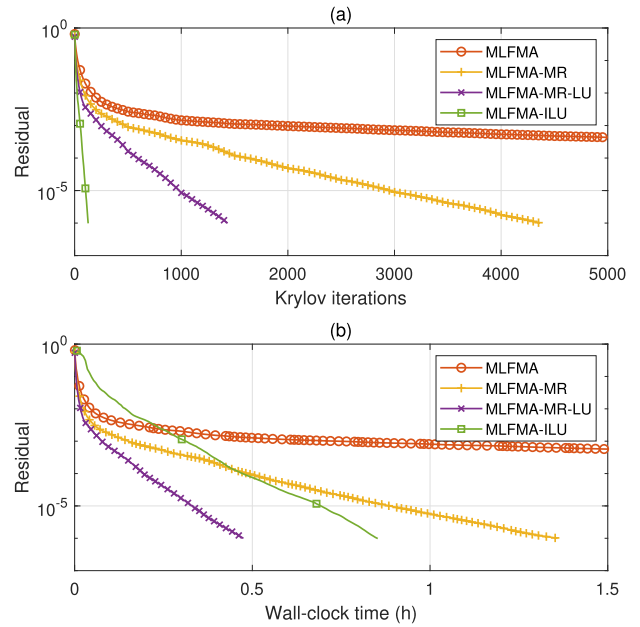 (a)
10^0
10^-5
Residual
MLFMA
MLFMA-MR
MLFMA-MR-LU
MLFMA-ILU
0 1000 2000 3000 4000 5000
Krylov iterations
(b)
10^0
10^-5
Residual
MLFMA
MLFMA-MR
MLFMA-MR-LU
MLFMA-ILU
0 0.5 1 1.5
Wall-clock time (h)